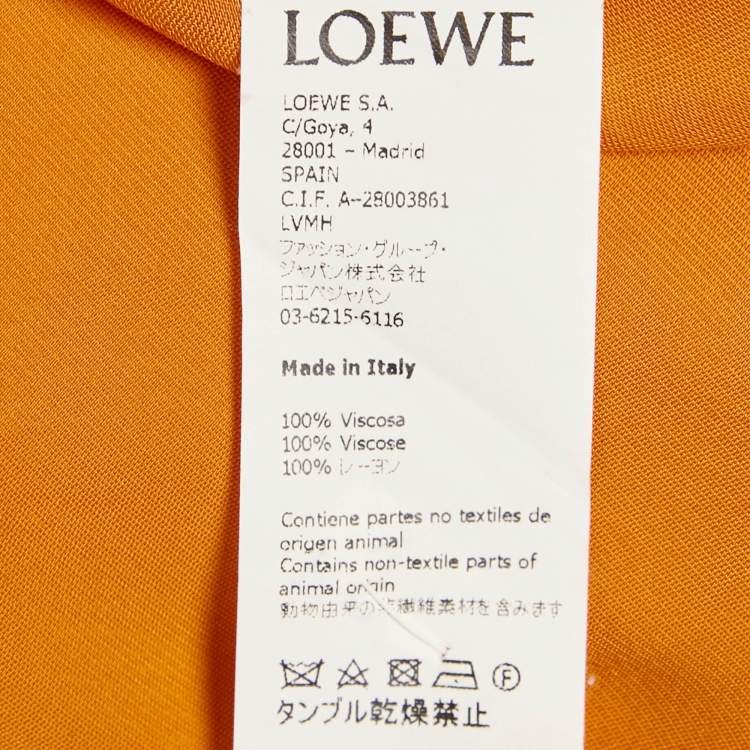 LOEWE
LOEWE S.A.
C/Goya, 4
28001 - Madrid
SPAIN
C.I.F. A-28003861
LVMH
ファッション・グループ・
ジャパン株式会社
ロエベジャパン
03-6215-6116
Made in Italy
100% Viscosa
100% Viscose
100% レーヨン
Contiene partes no textiles de
origen animal
Contains non-textile parts of
animal origin
動物由来の非繊維素材を含みます
F
タンブル乾燥禁止